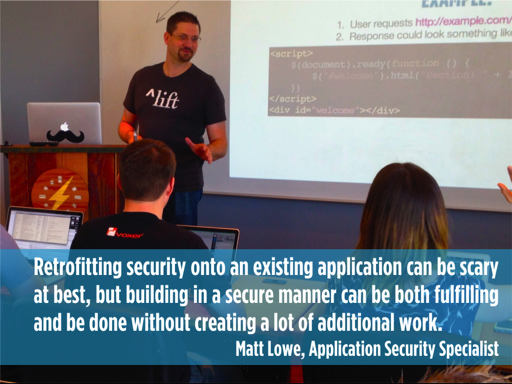 EXAMPLE:
1. User requests http://example.com/
2. Response could look something lik
<script>
$(document).ready(function () {
$('#welcome').html('
</script>
<div id="welcome"></div>
^lift
Retrofitting security onto an existing application can be scary
at best, but building in a secure manner can be both fulfilling
and be done without creating a lot of additional work.
Matt Lowe, Application Security Specialist